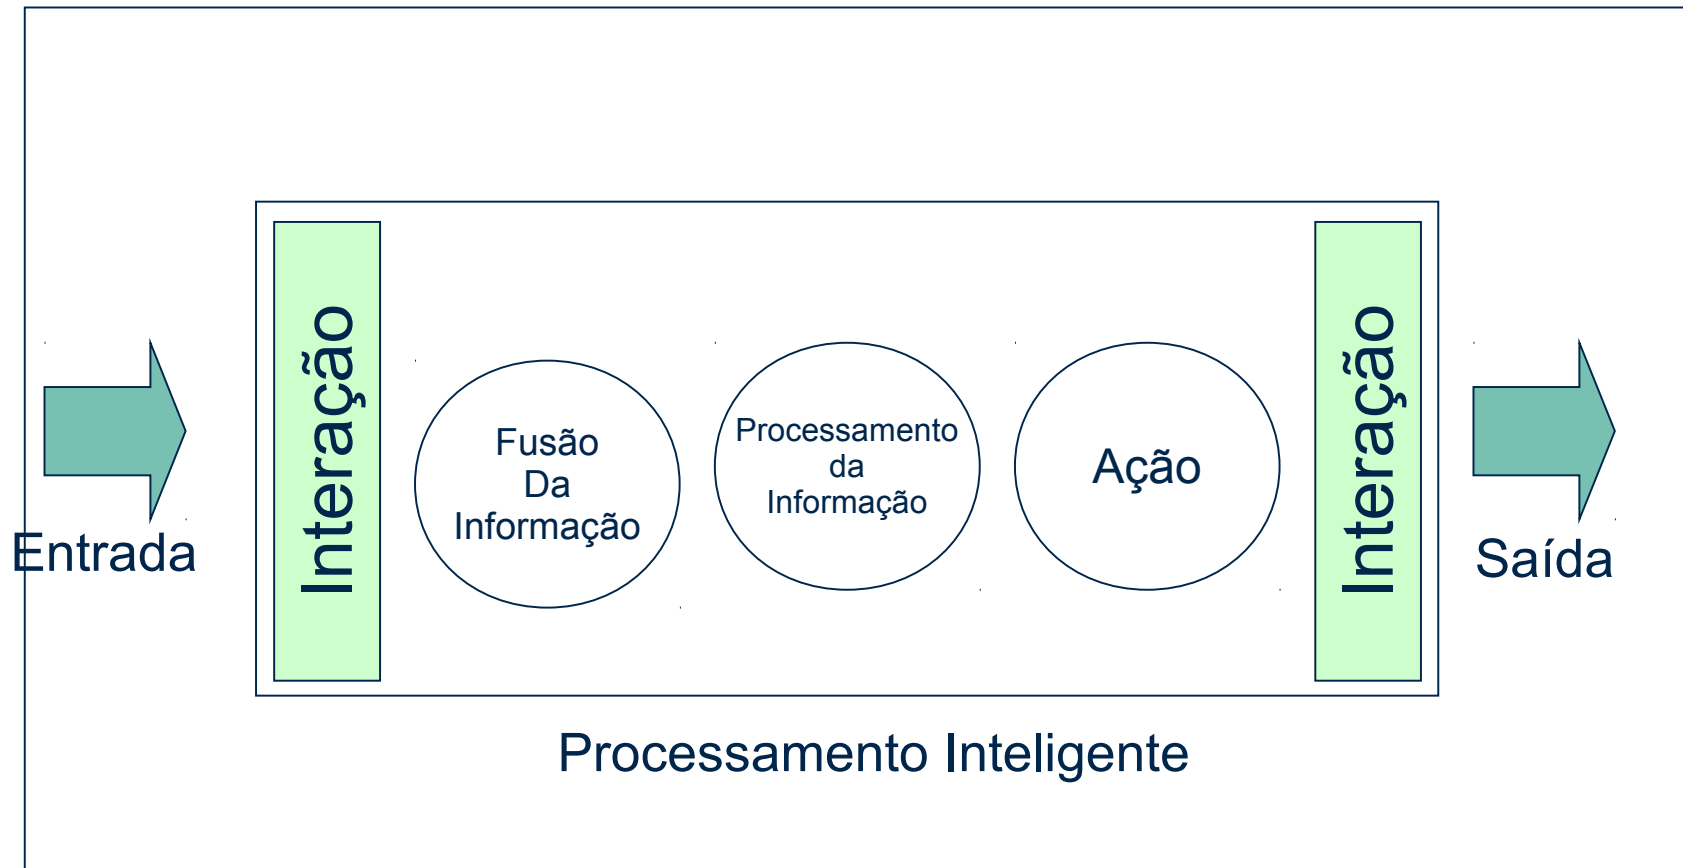 Entrada
Interação
Fusão
Da
Informação
Processamento
da
Informação
Ação
Interação
Saída
Processamento Inteligente